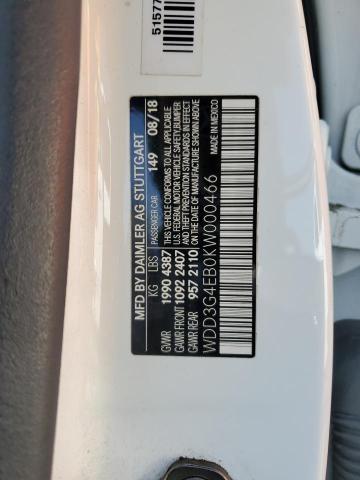 51577
MFD BY DAIMLER AG STUTTGART
KG LBS PASSENGER CAR 149 08/18
GVWR 1990 4387 THIS VEHICLE CONFORMS TO ALL APPLICABLE
GAWR FRONT 1092 2407 U.S. FEDERAL MOTOR VEHICLE SAFETY,BUMPER
GAWR REAR 957 2110 AND THEFT PREVENTION STANDARDS IN EFFECT
ON THE DATE OF MANUFACTURE SHOWN ABOVE
WDD3G4EB0KW000466 MADE IN MEXICO